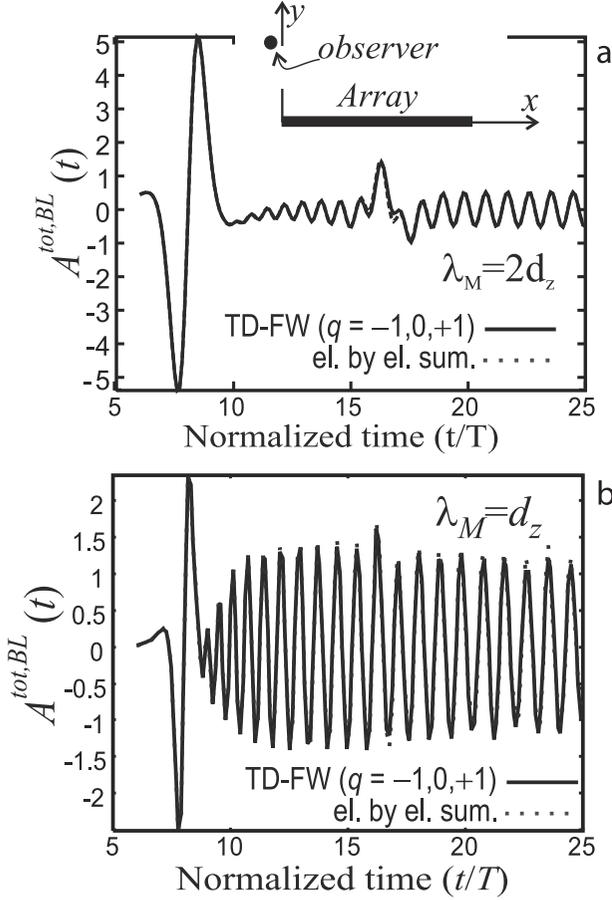 y
a
observer
Array
x
5
4
3
2
1
0
-1
-2
-3
-4
-5
A^{tot,BL} (t)
λ_M=2d_z
TD-FW (q = −1,0,+1)
el. by el. sum.
5 10 15 20 25
Normalized time (t/T)
b
2
1.5
1
0.5
0
-0.5
-1
-1.5
-2
A^{tot,BL} (t)
λ_M=d_z
TD-FW (q = −1,0,+1)
el. by el. sum.
5 10 15 20 25
Normalized time (t/T)